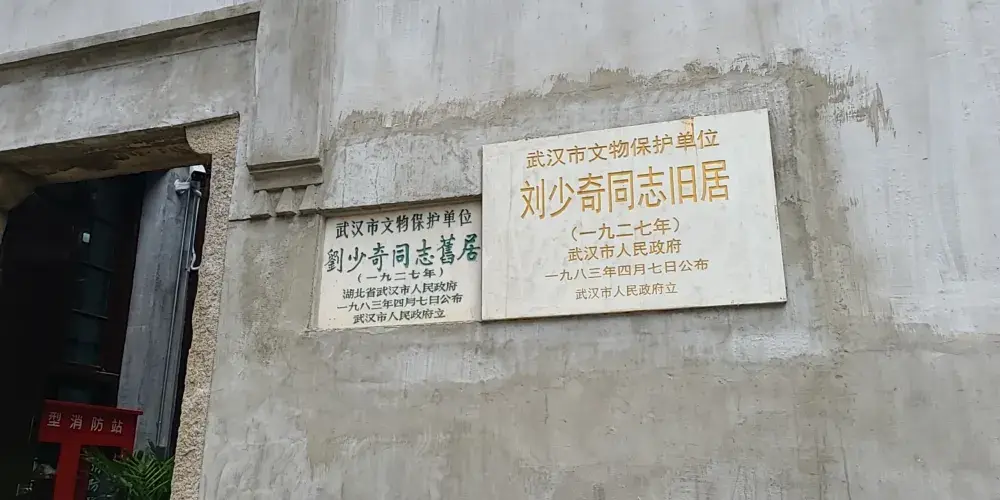 武汉市文物保护单位
劉少奇同志舊居
(一九二七年)
湖北省武汉市人民政府
一九八三年四月七日公布
武汉市人民政府立
武汉市文物保护单位
刘少奇同志旧居
(一九二七年)
武汉市人民政府
一九八三年四月七日公布
武汉市人民政府立
型消防站